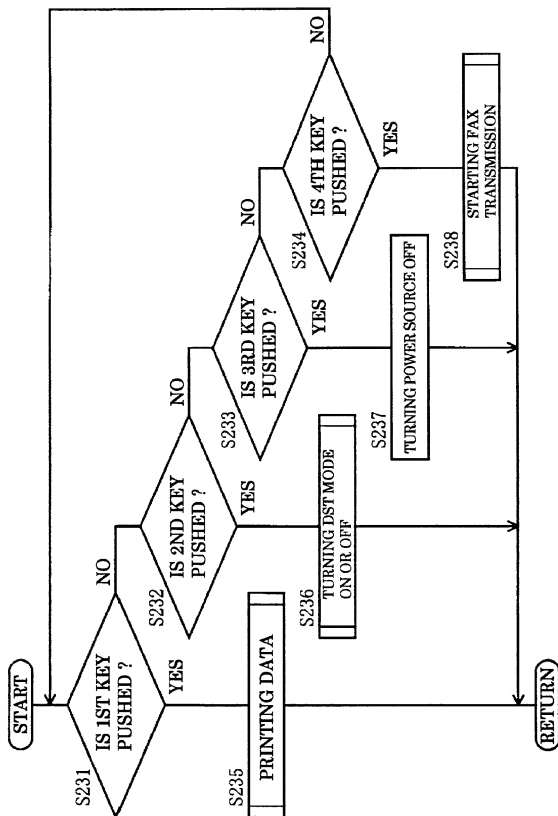 START
S231
IS 1ST KEY
PUSHED ?
YES
NO
S235
PRINTING DATA
S232
IS 2ND KEY
PUSHED ?
YES
NO
S236
TURNING DST MODE
ON OR OFF
S233
IS 3RD KEY
PUSHED ?
YES
NO
S237
TURNING POWER SOURCE OFF
S234
IS 4TH KEY
PUSHED ?
YES
NO
S238
STARTING FAX
TRANSMISSION
RETURN